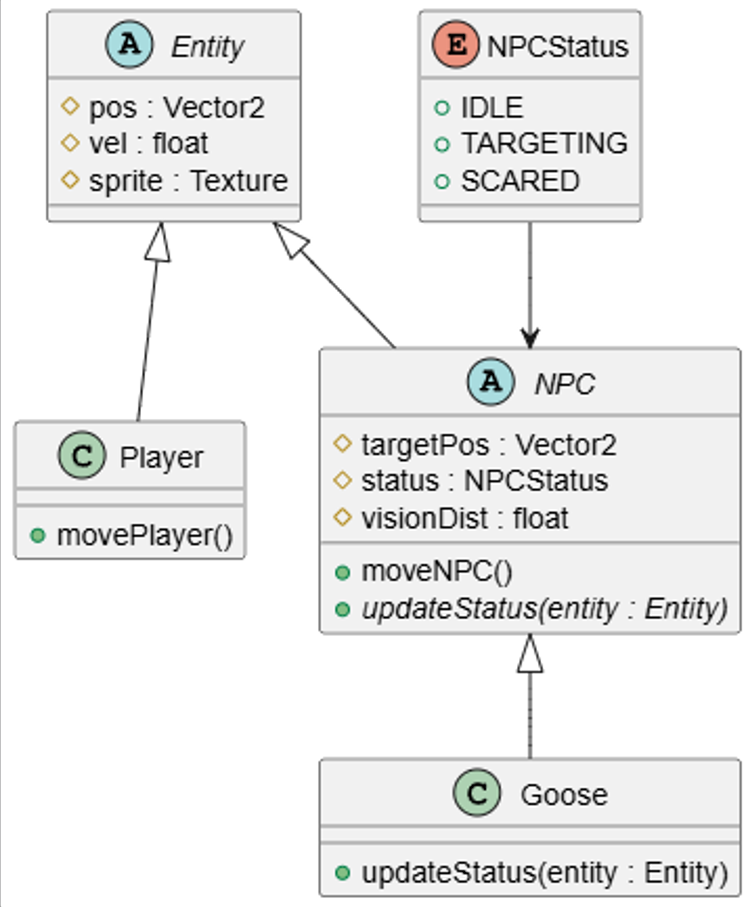 A Entity
pos : Vector2
vel : float
sprite : Texture
E NPCStatus
IDLE
TARGETING
SCARED
C Player
movePlayer()
A NPC
targetPos : Vector2
status : NPCStatus
visionDist : float
moveNPC()
updateStatus(entity : Entity)
C Goose
updateStatus(entity : Entity)